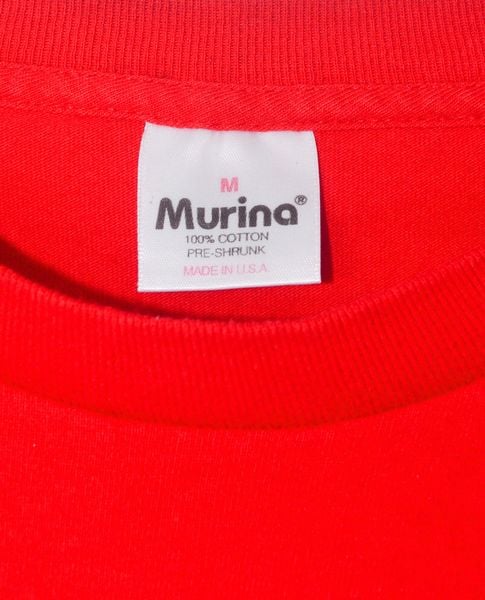 M
Murina®
100% COTTON
PRE-SHRUNK
MADE IN U.S.A.